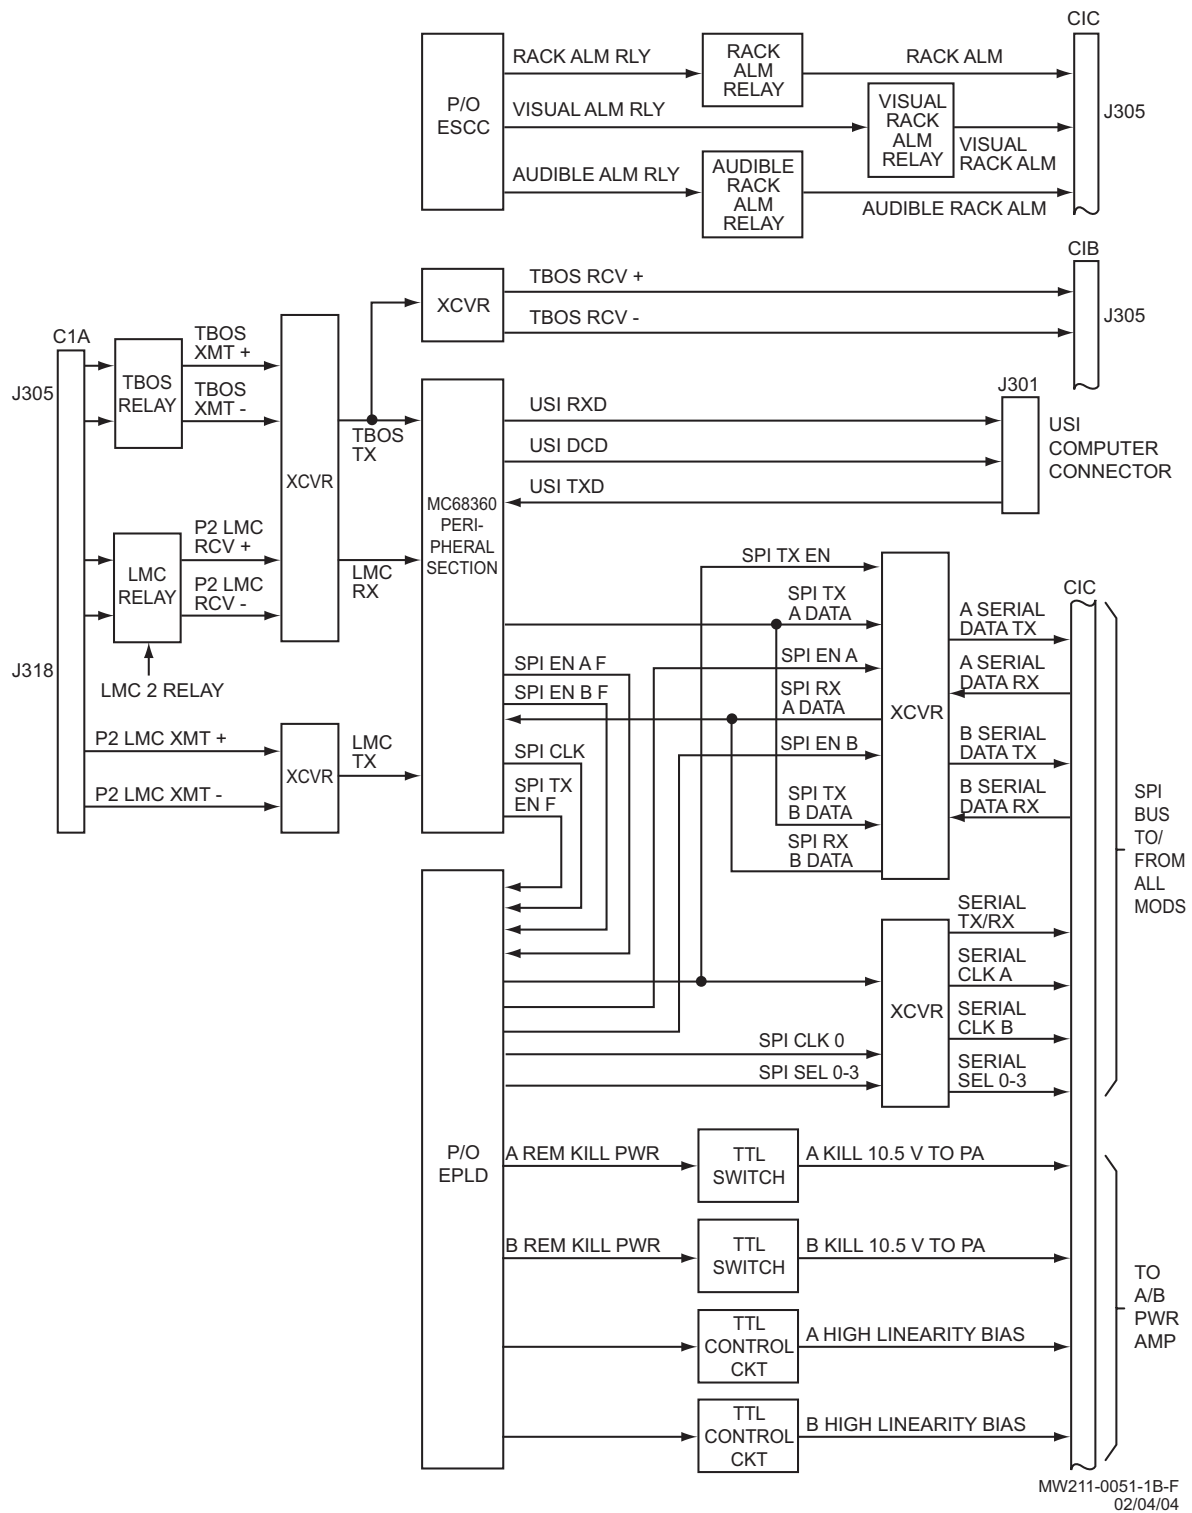 CIC
RACK ALM RLY
RACK
ALM
RELAY
RACK ALM
P/O
ESCC
VISUAL ALM RLY
VISUAL
RACK
ALM
RELAY
VISUAL
RACK ALM
J305
AUDIBLE ALM RLY
AUDIBLE
RACK
ALM
RELAY
AUDIBLE RACK ALM
CIB
XCVR
TBOS RCV +
TBOS RCV -
J305
C1A
J305
TBOS
RELAY
TBOS
XMT +
TBOS
XMT -
XCVR
TBOS
TX
P2 LMC
RCV +
LMC
RELAY
P2 LMC
RCV -
LMC
RX
J318
LMC 2 RELAY
P2 LMC XMT +
P2 LMC XMT -
XCVR
LMC
TX
MC68360
PERI-
PHERAL
SECTION
USI RXD
USI DCD
USI TXD
J301
USI
COMPUTER
CONNECTOR
SPI TX EN
SPI TX
A DATA
SPI EN A F
SPI EN A
SPI EN B F
SPI RX
A DATA
SPI CLK
SPI EN B
SPI TX
EN F
SPI TX
B DATA
SPI RX
B DATA
XCVR
CIC
A SERIAL
DATA TX
A SERIAL
DATA RX
B SERIAL
DATA TX
B SERIAL
DATA RX
SPI
BUS
TO/
FROM
ALL
MODS
XCVR
SERIAL
TX/RX
SERIAL
CLK A
SERIAL
CLK B
SERIAL
SEL 0-3
SPI CLK 0
SPI SEL 0-3
P/O
EPLD
A REM KILL PWR
TTL
SWITCH
A KILL 10.5 V TO PA
B REM KILL PWR
TTL
SWITCH
B KILL 10.5 V TO PA
TTL
CONTROL
CKT
A HIGH LINEARITY BIAS
TTL
CONTROL
CKT
B HIGH LINEARITY BIAS
TO
A/B
PWR
AMP
MW211-0051-1B-F
02/04/04